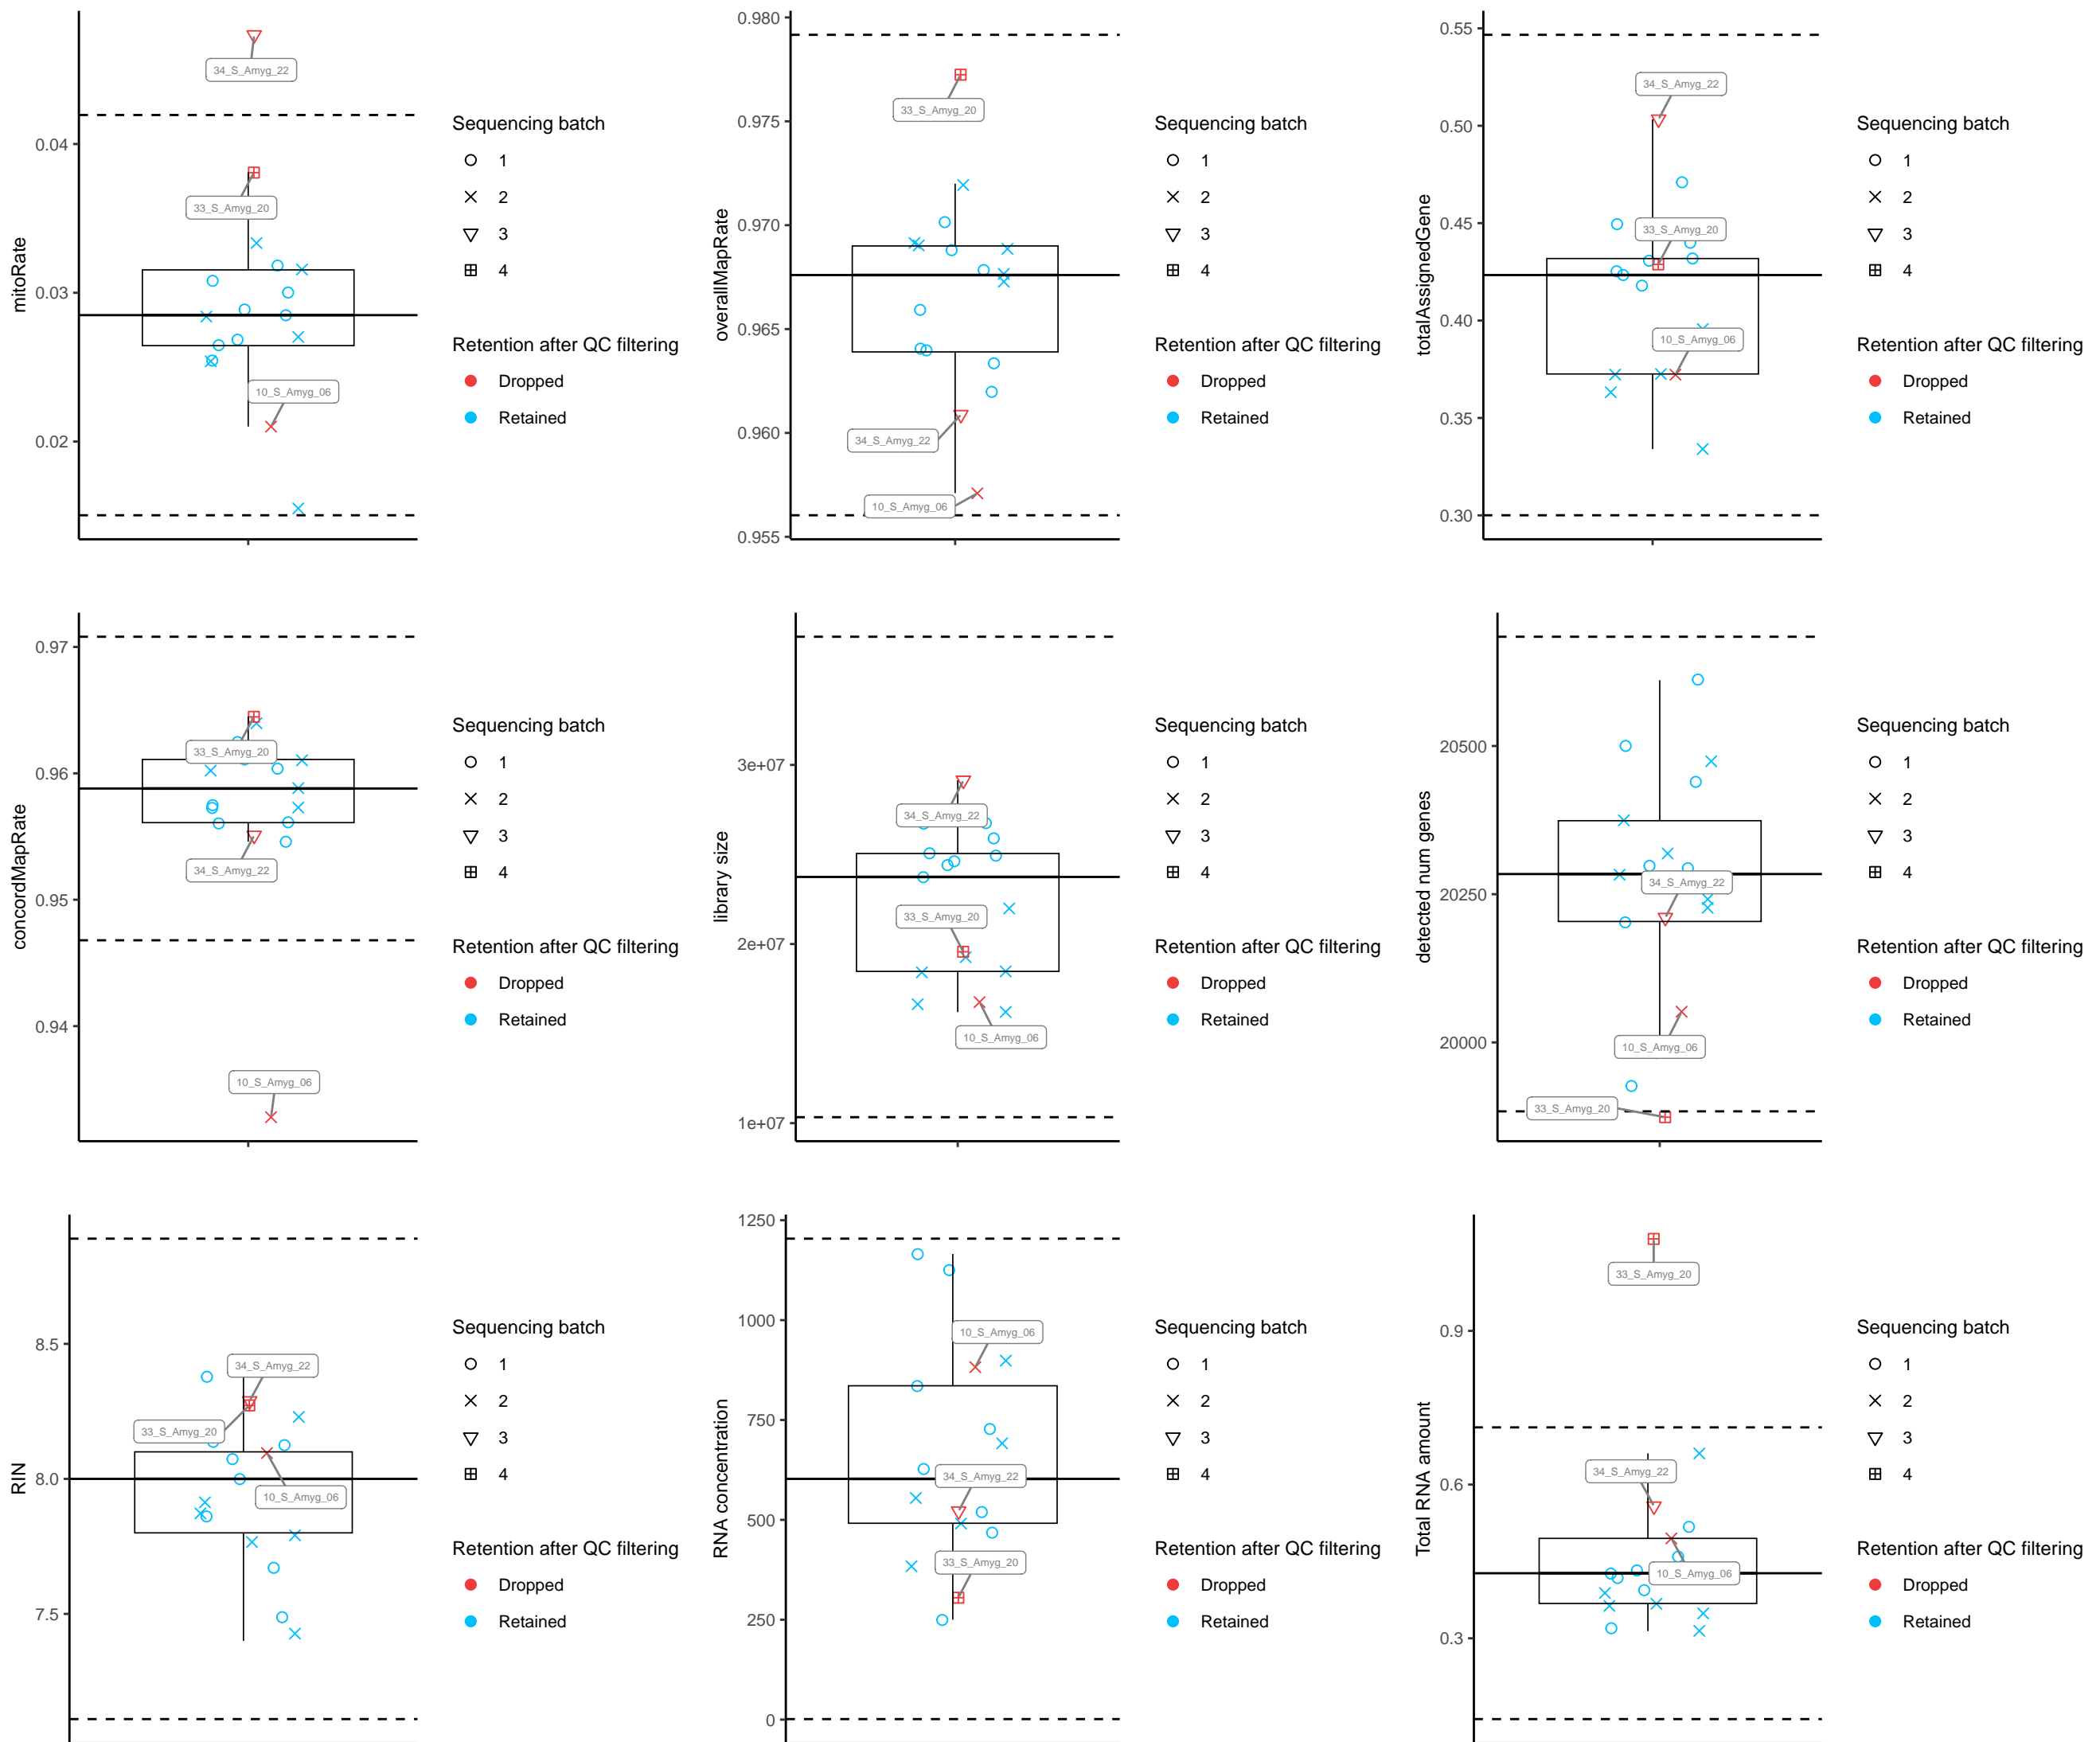 mitoRate
0.04
0.03
0.02
34_S_Amyg_22
33_S_Amyg_20
10_S_Amyg_06
Sequencing batch
1
2
3
4
Retention after QC filtering
Dropped
Retained
overallMapRate
0.980
0.975
0.970
0.965
0.960
0.955
33_S_Amyg_20
34_S_Amyg_22
10_S_Amyg_06
Sequencing batch
1
2
3
4
Retention after QC filtering
Dropped
Retained
totalAssignedGene
0.55
0.50
0.45
0.40
0.35
0.30
34_S_Amyg_22
33_S_Amyg_20
10_S_Amyg_06
Sequencing batch
1
2
3
4
Retention after QC filtering
Dropped
Retained
concordMapRate
0.97
0.96
0.95
0.94
33_S_Amyg_20
34_S_Amyg_22
10_S_Amyg_06
Sequencing batch
1
2
3
4
Retention after QC filtering
Dropped
Retained
library size
3e+07
2e+07
1e+07
34_S_Amyg_22
33_S_Amyg_20
10_S_Amyg_06
Sequencing batch
1
2
3
4
Retention after QC filtering
Dropped
Retained
detected num genes
20500
20250
20000
34_S_Amyg_22
10_S_Amyg_06
33_S_Amyg_20
Sequencing batch
1
2
3
4
Retention after QC filtering
Dropped
Retained
RIN
8.5
8.0
7.5
34_S_Amyg_22
33_S_Amyg_20
10_S_Amyg_06
Sequencing batch
1
2
3
4
Retention after QC filtering
Dropped
Retained
RNA concentration
1250
1000
750
500
250
0
10_S_Amyg_06
34_S_Amyg_22
33_S_Amyg_20
Sequencing batch
1
2
3
4
Retention after QC filtering
Dropped
Retained
Total RNA amount
0.9
0.6
0.3
33_S_Amyg_20
34_S_Amyg_22
10_S_Amyg_06
Sequencing batch
1
2
3
4
Retention after QC filtering
Dropped
Retained